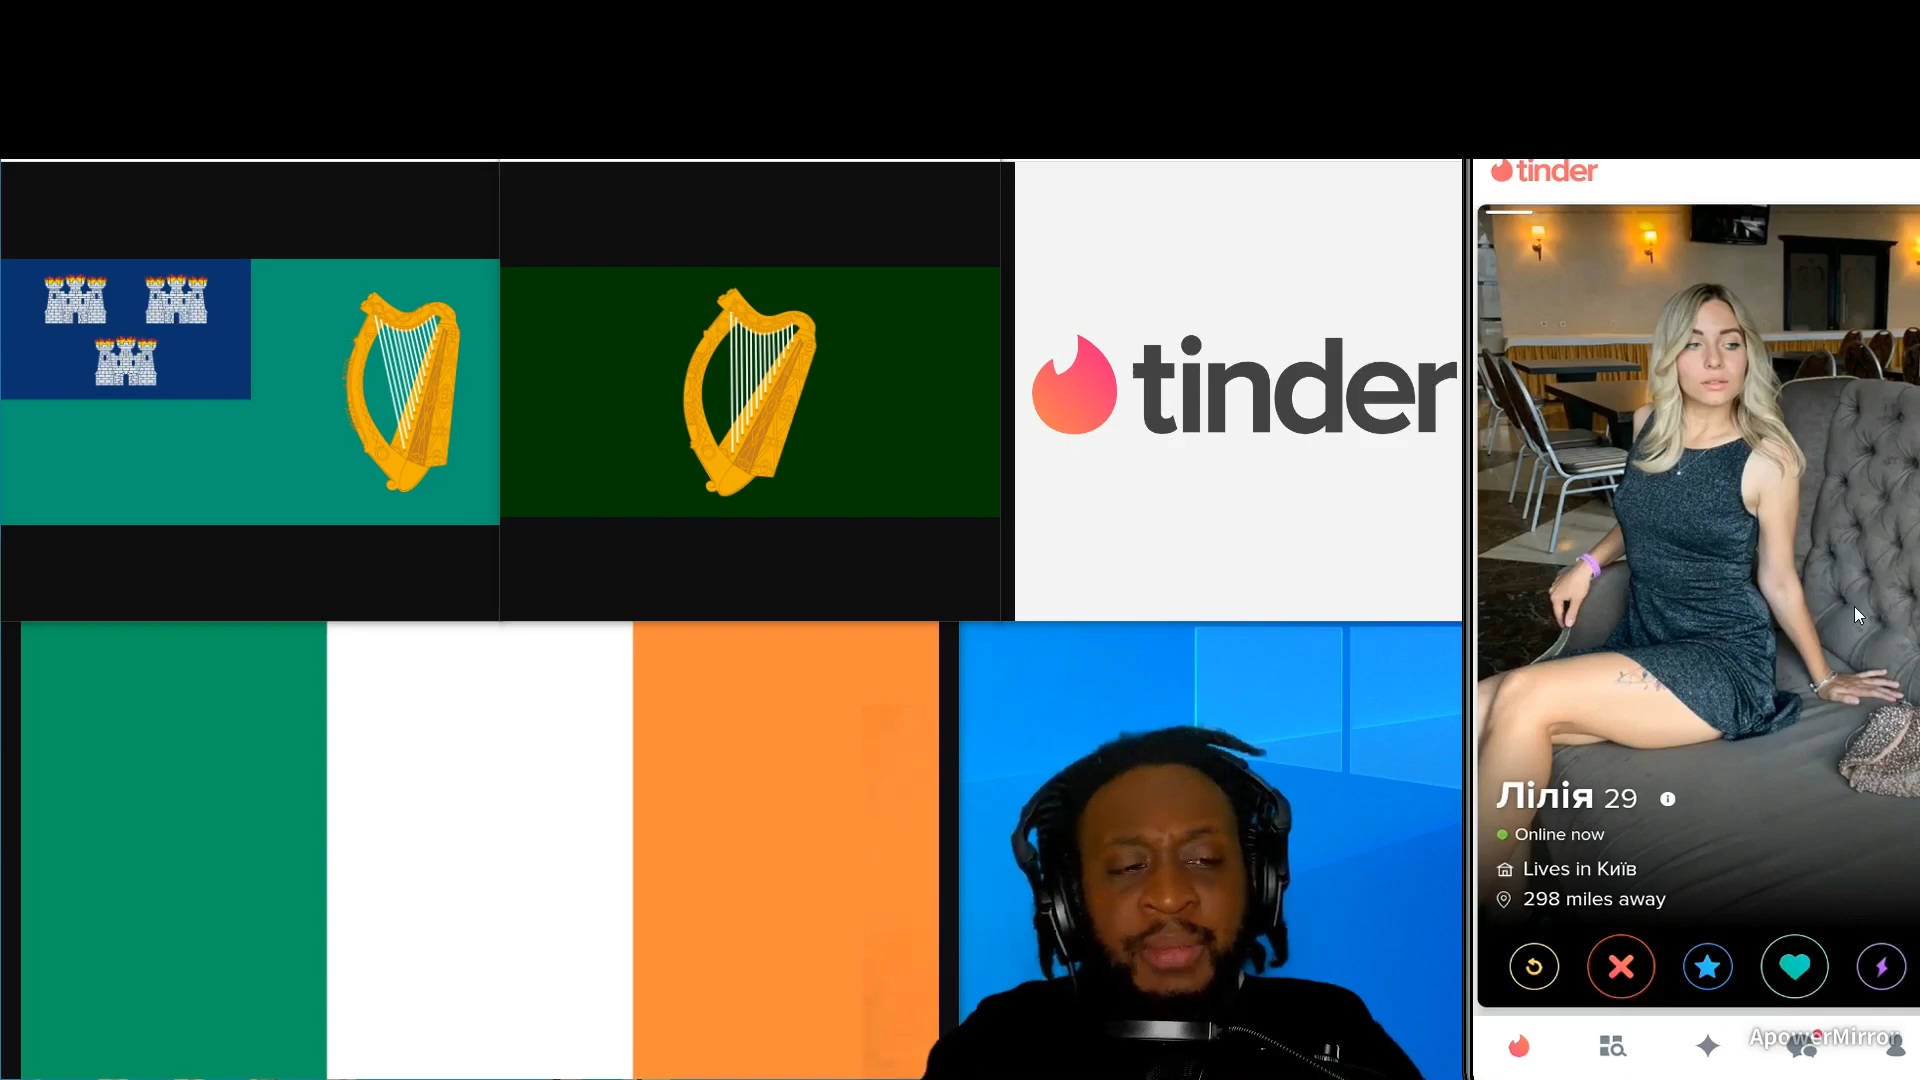 tinder
tinder
Лілія 29
Online now
Lives in Київ
298 miles away
ApowerMirror